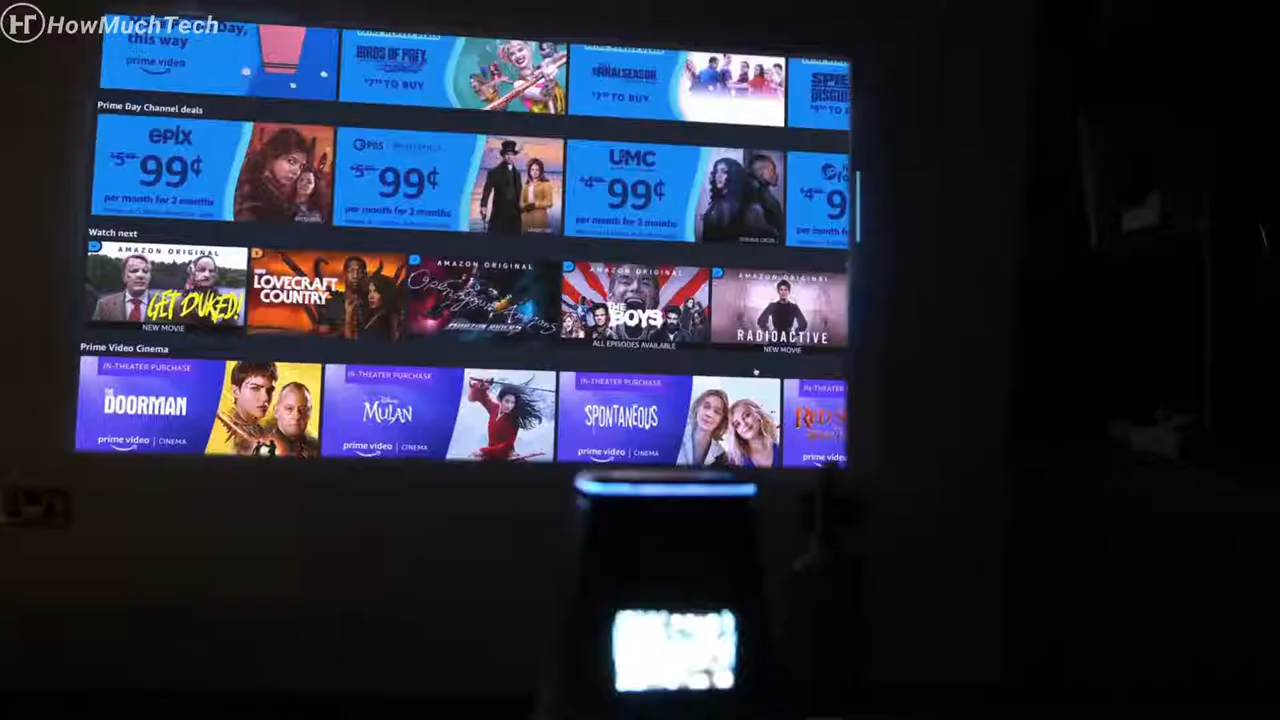 HowMuchTech
this way
prime video
BIRDS OF PREY
TO BUY
#FINALSEASON
TO BUY
Prime Day Channel deals
epix
99¢
per month for 2 months
PBS
99¢
per month for 2 months
UMC
99¢
per month for 2 months
Watch next
AMAZON ORIGINAL
GET DUKED!
NEW MOVIE
LOVECRAFT
COUNTRY
AMAZON ORIGINAL
AMAZON ORIGINAL
THE
BOYS
ALL EPISODES AVAILABLE
AMAZON ORIGINAL
RADIOACTIVE
NEW MOVIE
Prime Video Cinema
IN-THEATER PURCHASE
THE
DOORMAN
prime video | CINEMA
IN-THEATER PURCHASE
Disney
MULAN
prime video | CINEMA
IN-THEATER PURCHASE
SPONTANEOUS
prime video | CINEMA
IN-THEATER
prime video